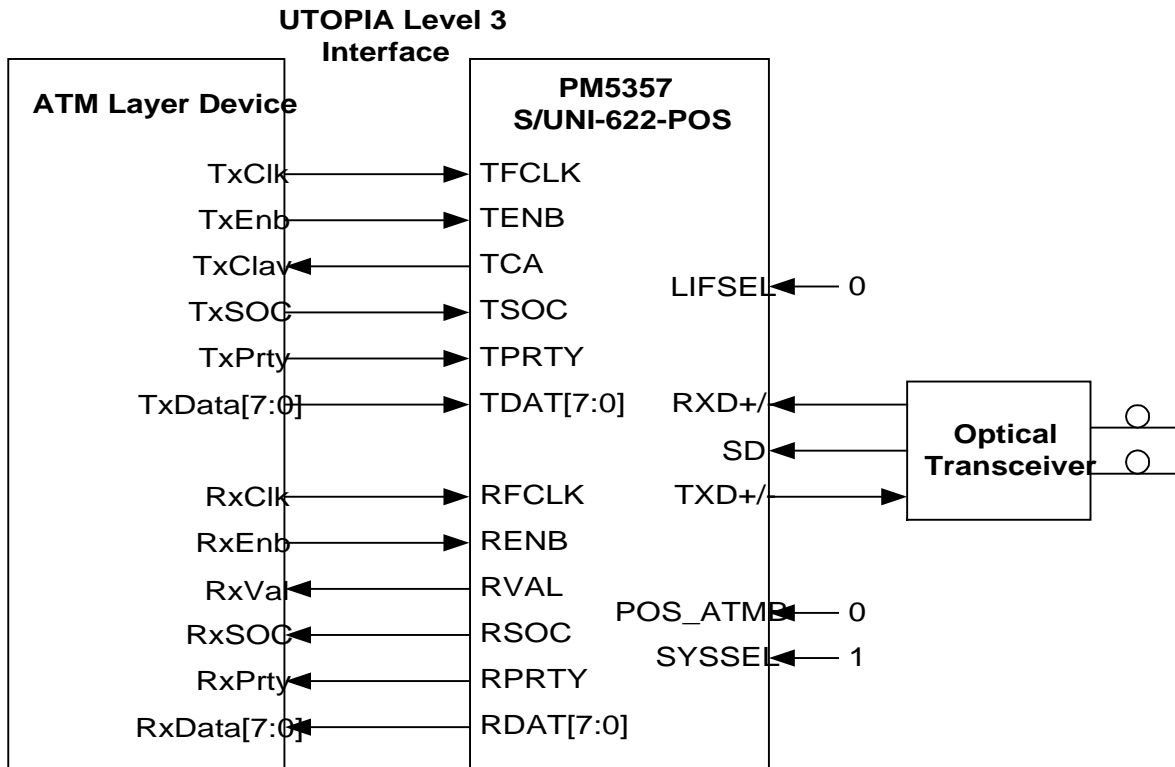 UTOPIA Level 3
Interface
ATM Layer Device
PM5357
S/UNI-622-POS
TxClk
TFCLK
TxEnb
TENB
TxClav
TCA
LIFSEL
0
TxSOC
TSOC
TxPrty
TPRTY
TxData[7:0]
TDAT[7:0]
RXD+/-
SD
TXD+/-
Optical
Transceiver
RxClk
RFCLK
RxEnb
RENB
RxVal
RVAL
POS_ATMB
0
RxSOC
RSOC
SYSSEL
1
RxPrty
RPRTY
RxData[7:0]
RDAT[7:0]